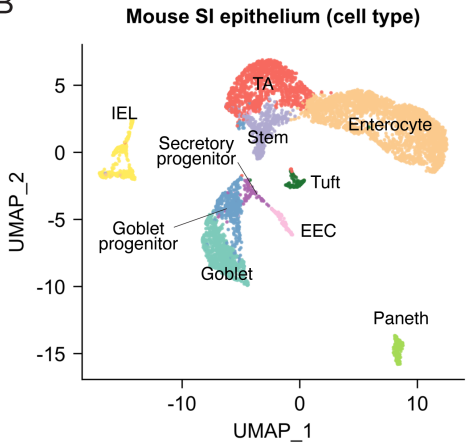 B
Mouse SI epithelium (cell type)
5
0
-5
-10
-15
UMAP_2
IEL
TA
Stem
Enterocyte
Secretory
progenitor
Tuft
Goblet
progenitor
EEC
Goblet
Paneth
-10
0
10
UMAP_1